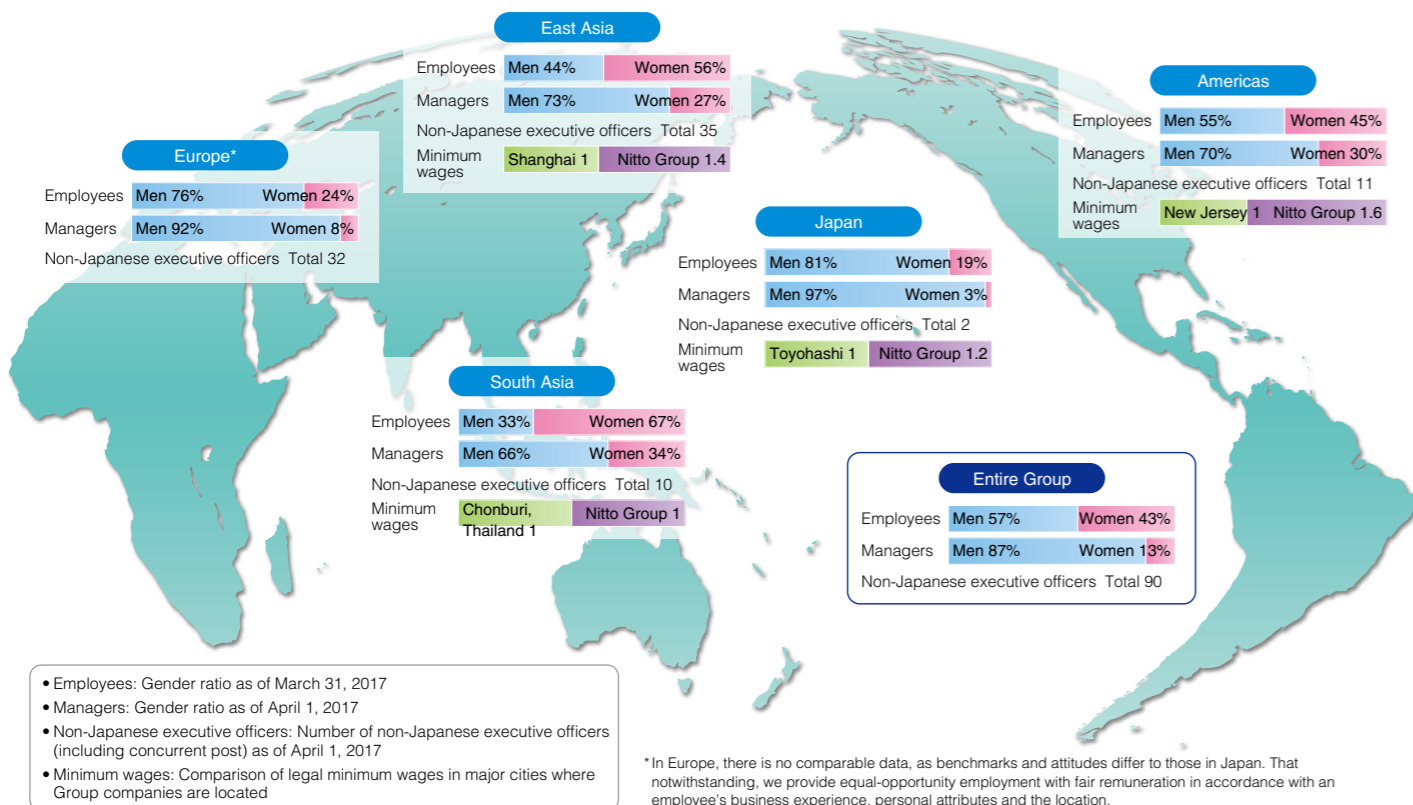 East Asia
Employees Men 44% Women 56%
Managers Men 73% Women 27%
Non-Japanese executive officers Total 35
Minimum wages Shanghai 1 Nitto Group 1.4
Americas
Employees Men 55% Women 45%
Managers Men 70% Women 30%
Non-Japanese executive officers Total 11
Minimum wages New Jersey 1 Nitto Group 1.6
Europe*
Employees Men 76% Women 24%
Managers Men 92% Women 8%
Non-Japanese executive officers Total 32
Japan
Employees Men 81% Women 19%
Managers Men 97% Women 3%
Non-Japanese executive officers Total 2
Minimum wages Toyohashi 1 Nitto Group 1.2
South Asia
Employees Men 33% Women 67%
Managers Men 66% Women 34%
Non-Japanese executive officers Total 10
Minimum wages Chonburi, Thailand 1 Nitto Group 1
Entire Group
Employees Men 57% Women 43%
Managers Men 87% Women 13%
Non-Japanese executive officers Total 90
• Employees: Gender ratio as of March 31, 2017
• Managers: Gender ratio as of April 1, 2017
• Non-Japanese executive officers: Number of non-Japanese executive officers
(including concurrent post) as of April 1, 2017
• Minimum wages: Comparison of legal minimum wages in major cities where
Group companies are located
* In Europe, there is no comparable data, as benchmarks and attitudes differ to those in Japan. That
notwithstanding, we provide equal-opportunity employment with fair remuneration in accordance with an
employee's business experience, personal attributes and the location.